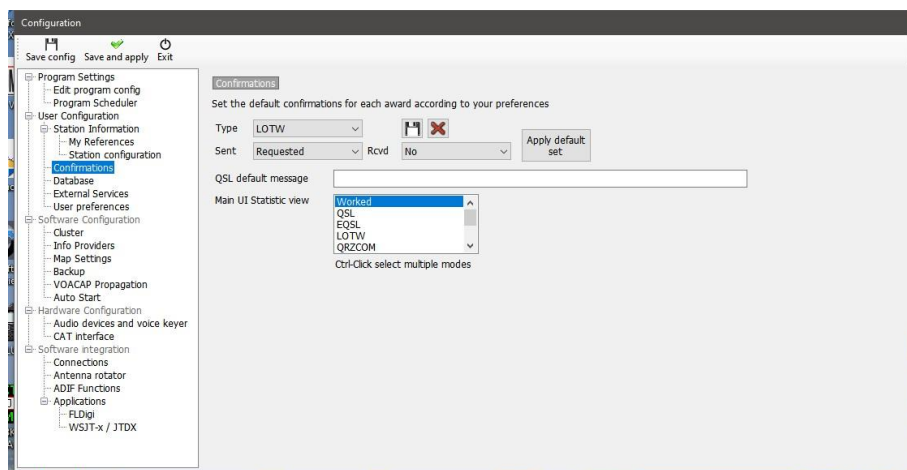 Configuration
Save config Save and apply Exit
Program Settings
Edit program config
Program Scheduler
User Configuration
Station Information
My References
Station configuration
Confirmations
Database
External Services
User preferences
Software Configuration
Cluster
Info Providers
Map Settings
Backup
VOACAP Propagation
Auto Start
Hardware Configuration
Audio devices and voice keyer
CAT interface
Software integration
Connections
Antenna rotator
ADIF Functions
Applications
FLDigi
WSJT-x / JTDX
Confirmations
Set the default confirmations for each award according to your preferences
Type LOTW
Sent Requested Rcvd No
Apply default
set
QSL default message
Main UI Statistic view
Worked
QSL
EQSL
LOTW
QRZCOM
Ctrl-Click select multiple modes